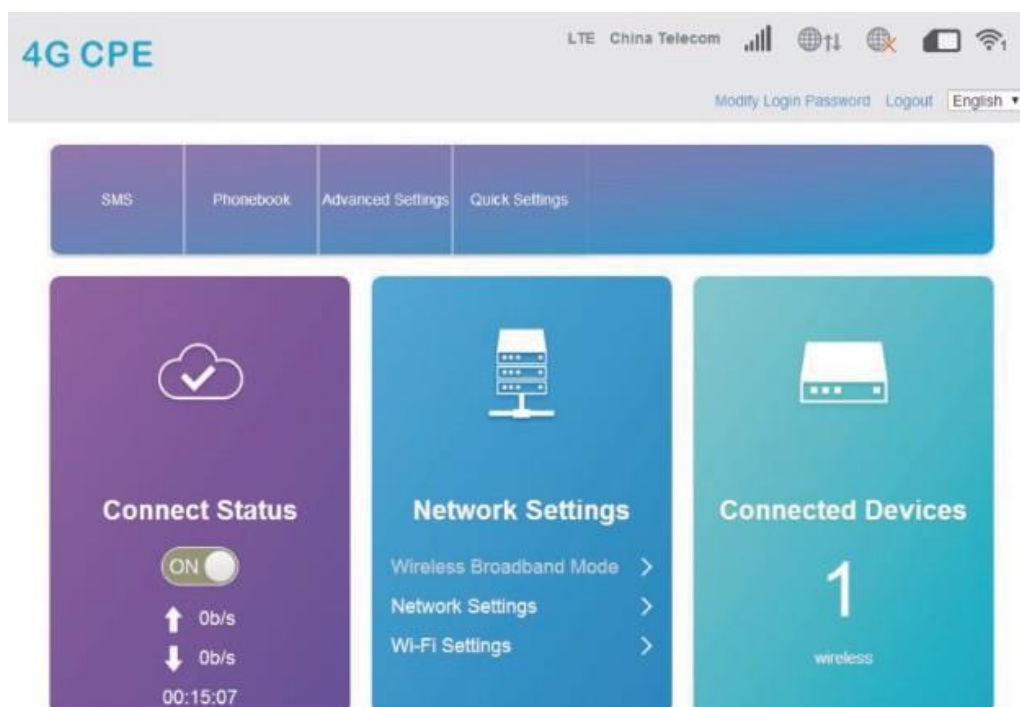 4G CPE
LTE China Telecom
1
Modify Login Password Logout English
SMS Phonebook Advanced Settings Quick Settings
Connect Status
ON
0b/s
0b/s
00:15:07
Network Settings
Wireless Broadband Mode
Network Settings
Wi-Fi Settings
Connected Devices
1
wireless